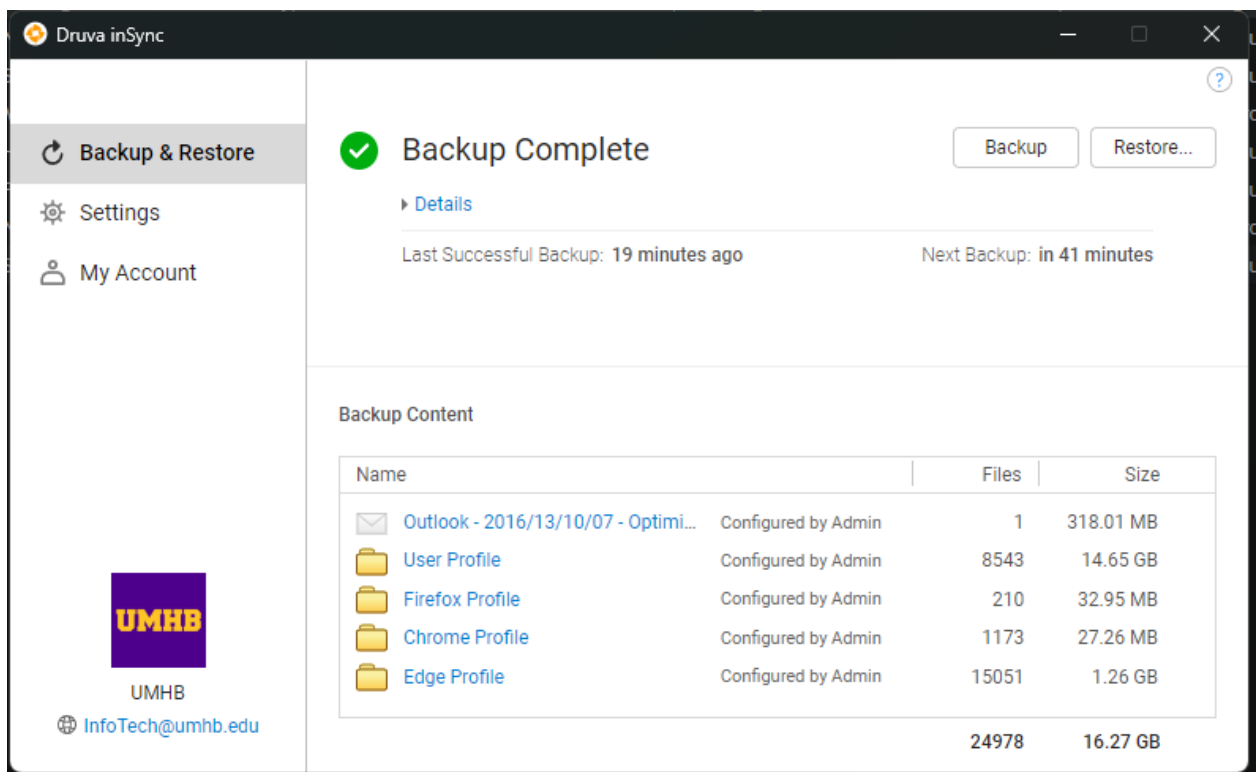 Druva inSync
?
Backup & Restore
Settings
My Account
Backup Complete
Backup
Restore...
Details
Last Successful Backup: 19 minutes ago Next Backup: in 41 minutes
Backup Content
Name Files Size
Outlook - 2016/13/10/07 - Optimi... Configured by Admin 1 318.01 MB
User Profile Configured by Admin 8543 14.65 GB
Firefox Profile Configured by Admin 210 32.95 MB
Chrome Profile Configured by Admin 1173 27.26 MB
Edge Profile Configured by Admin 15051 1.26 GB
24978 16.27 GB
UMHB
UMHB
InfoTech@umhb.edu